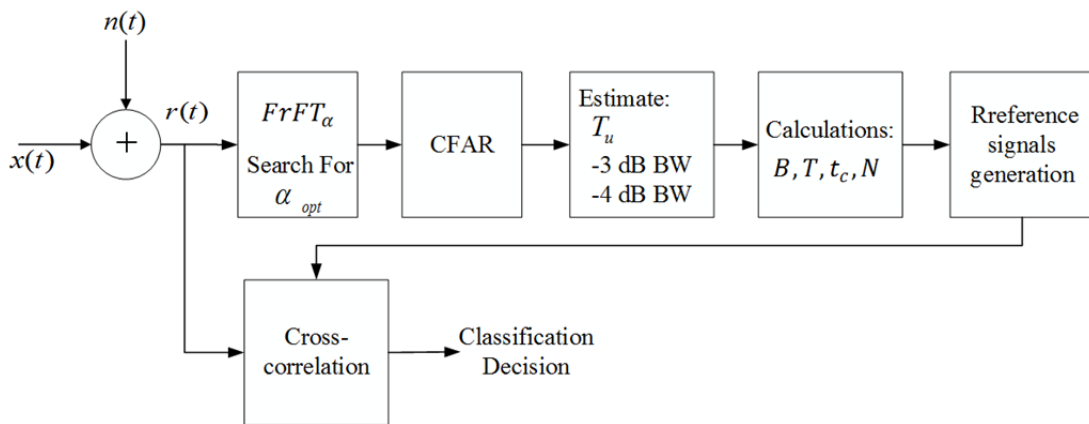 n(t)
x(t)
+
r(t)
FrFT_α
Search For
α_opt
CFAR
Estimate:
T_u
-3 dB BW
-4 dB BW
Calculations:
B, T, t_c, N
Rreference
signals
generation
Cross-
correlation
Classification
Decision